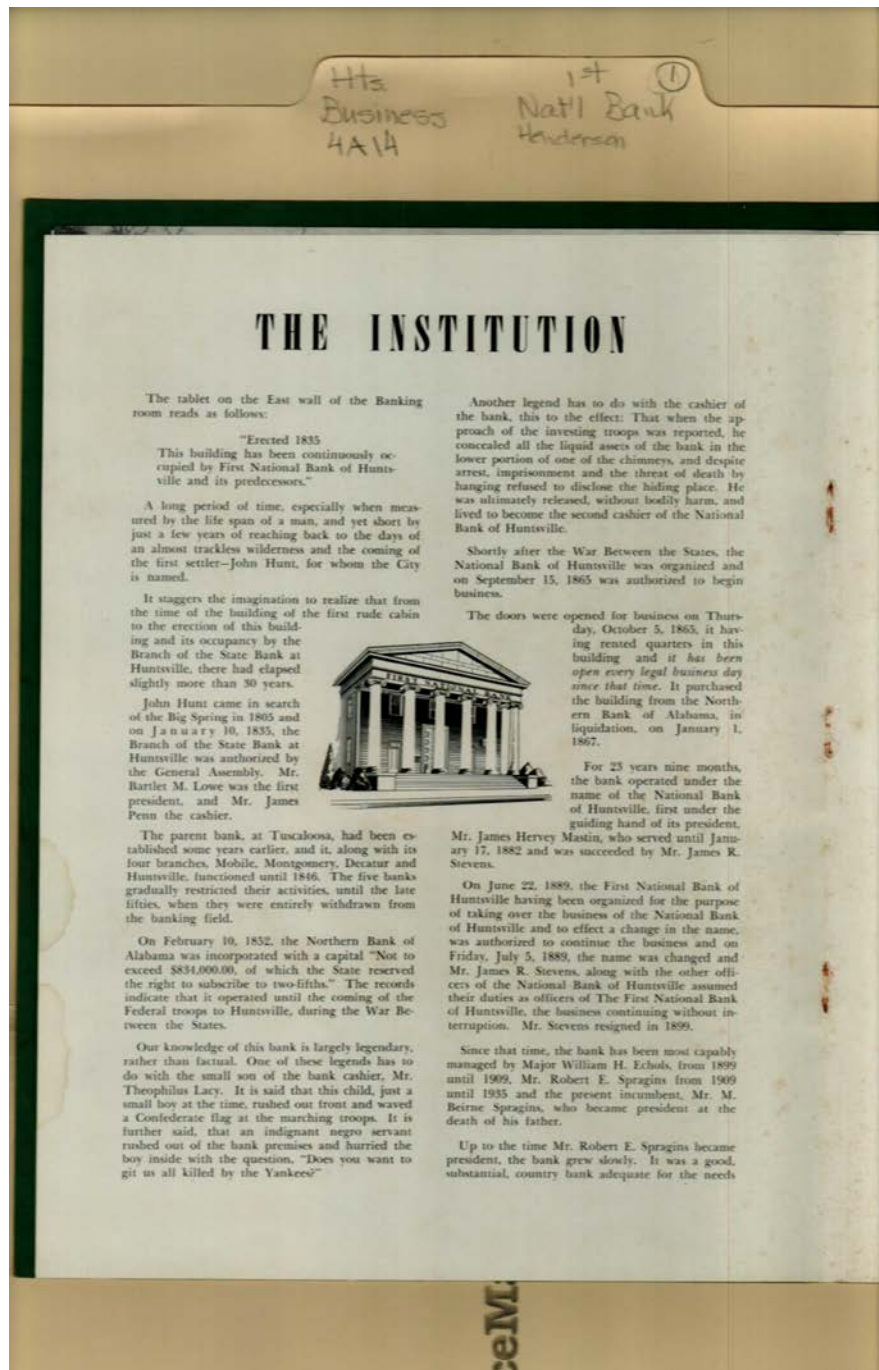 Hts.
Business
4A14
1st
Nat'l Bank
Henderson
1
THE INSTITUTION
The tablet on the East wall of the Banking
room reads as follows:
"Erected 1835
This building has been continuously oc-
cupied by First National Bank of Hunts-
ville and its predecessors."
A long period of time, especially when meas-
ured by the life span of a man, and yet short by
just a few years of reaching back to the days of
an almost trackless wilderness and the coming of
the first settler—John Hunt, for whom the City
is named.
It staggers the imagination to realize that from
the time of the building of the first rude cabin
to the erection of this build-
ing and its occupancy by the
Branch of the State Bank at
Huntsville, there had elapsed
slightly more than 30 years.
John Hunt came in search
of the Big Spring in 1805 and
on January 10, 1835, the
Branch of the State Bank at
Huntsville was authorized by
the General Assembly. Mr.
Bartlet M. Lowe was the first
president, and Mr. James
Penn the cashier.
The parent bank, at Tuscaloosa, had been es-
tablished some years earlier, and it, along with its
four branches, Mobile, Montgomery, Decatur and
Huntsville, functioned until 1846. The five banks
gradually restricted their activities, until the late
fifties, when they were entirely withdrawn from
the banking field.
On February 10, 1852, the Northern Bank of
Alabama was incorporated with a capital "Not to
exceed $834,000.00, of which the State reserved
the right to subscribe to two-fifths." The records
indicate that it operated until the coming of the
Federal troops to Huntsville, during the War Be-
tween the States.
Our knowledge of this bank is largely legendary,
rather than factual. One of these legends has to
do with the small son of the bank cashier, Mr.
Theophilus Lacy. It is said that this child, just a
small boy at the time, rushed out front and waved
a Confederate flag at the marching troops. It is
further said, that an indignant negro servant
rushed out of the bank premises and hurried the
boy inside with the question, "Does you want to
git us all killed by the Yankees?"
FIRST NATIONAL BANK
Another legend has to do with the cashier of
the bank, this to the effect: That when the ap-
proach of the investing troops was reported, he
concealed all the liquid assets of the bank in the
lower portion of one of the chimneys, and despite
arrest, imprisonment and the threat of death by
hanging refused to disclose the hiding place. He
was ultimately released, without bodily harm, and
lived to become the second cashier of the National
Bank of Huntsville.
Shortly after the War Between the States, the
National Bank of Huntsville was organized and
on September 15, 1865 was authorized to begin
business.
The doors were opened for business on Thurs-
day, October 5, 1865, it hav-
ing rented quarters in this
building and it has been
open every legal business day
since that time. It purchased
the building from the North-
ern Bank of Alabama, in
liquidation, on January 1,
1867.
For 23 years nine months,
the bank operated under the
name of the National Bank
of Huntsville, first under the
guiding hand of its president,
Mr. James Hervey Mastin, who served until Janu-
ary 17, 1882 and was succeeded by Mr. James R.
Stevens.
On June 22, 1889, the First National Bank of
Huntsville having been organized for the purpose
of taking over the business of the National Bank
of Huntsville and to effect a change in the name,
was authorized to continue the business and on
Friday, July 5, 1889, the name was changed and
Mr. James R. Stevens, along with the other offi-
cers of the National Bank of Huntsville assumed
their duties as officers of The First National Bank
of Huntsville, the business continuing without in-
terruption. Mr. Stevens resigned in 1899.
Since that time, the bank has been most capably
managed by Major William H. Echols, from 1899
until 1909, Mr. Robert E. Spragins from 1909
until 1935 and the present incumbent, Mr. M.
Beirne Spragins, who became president at the
death of his father.
Up to the time Mr. Robert E. Spragins became
president, the bank grew slowly. It was a good,
substantial, country bank adequate for the needs
ceMa